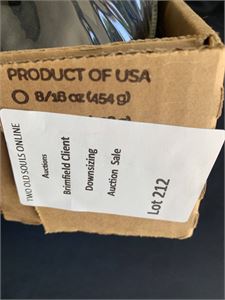 PRODUCT OF USA
8/16 oz (454 g)
TWO OLD SOULS ONLINE
Auctions
Brimfield Client
Downsizing
Auction Sale
Lot 212